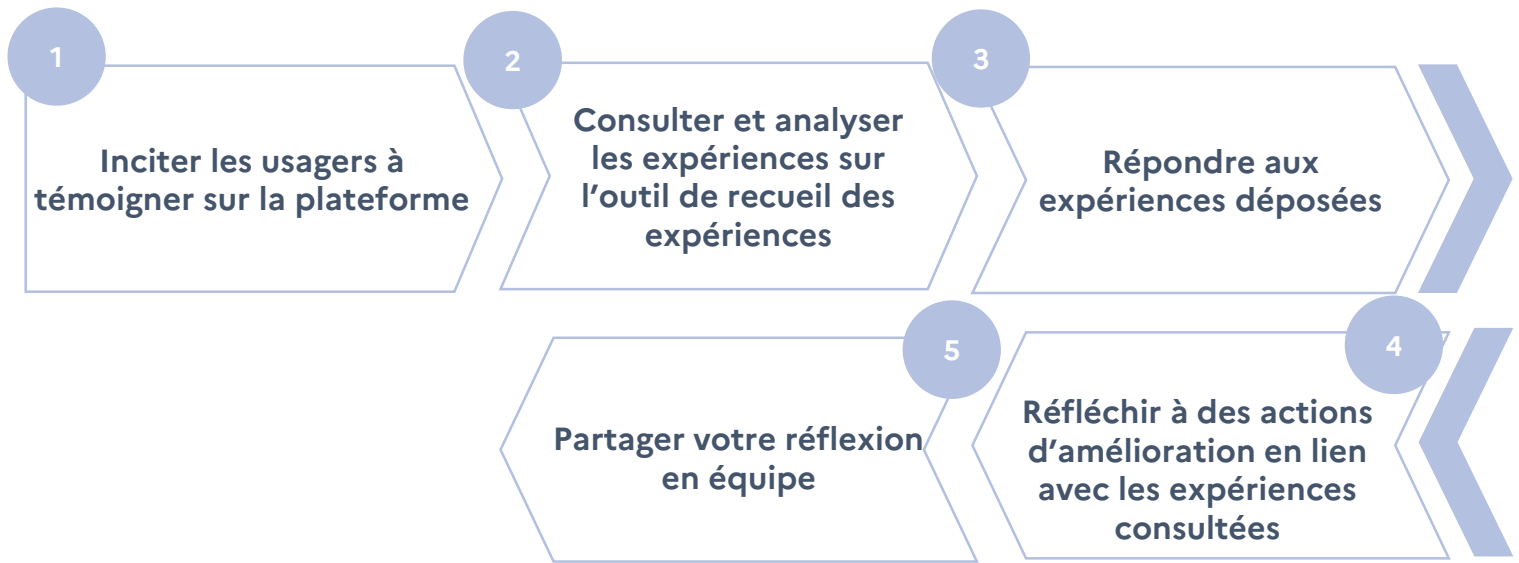 1
Inciter les usagers à
témoigner sur la plateforme
2
Consulter et analyser
les expériences sur
l'outil de recueil des
expériences
3
Répondre aux
expériences déposées
4
Réfléchir à des actions
d'amélioration en lien
avec les expériences
consultées
5
Partager votre réflexion
en équipe